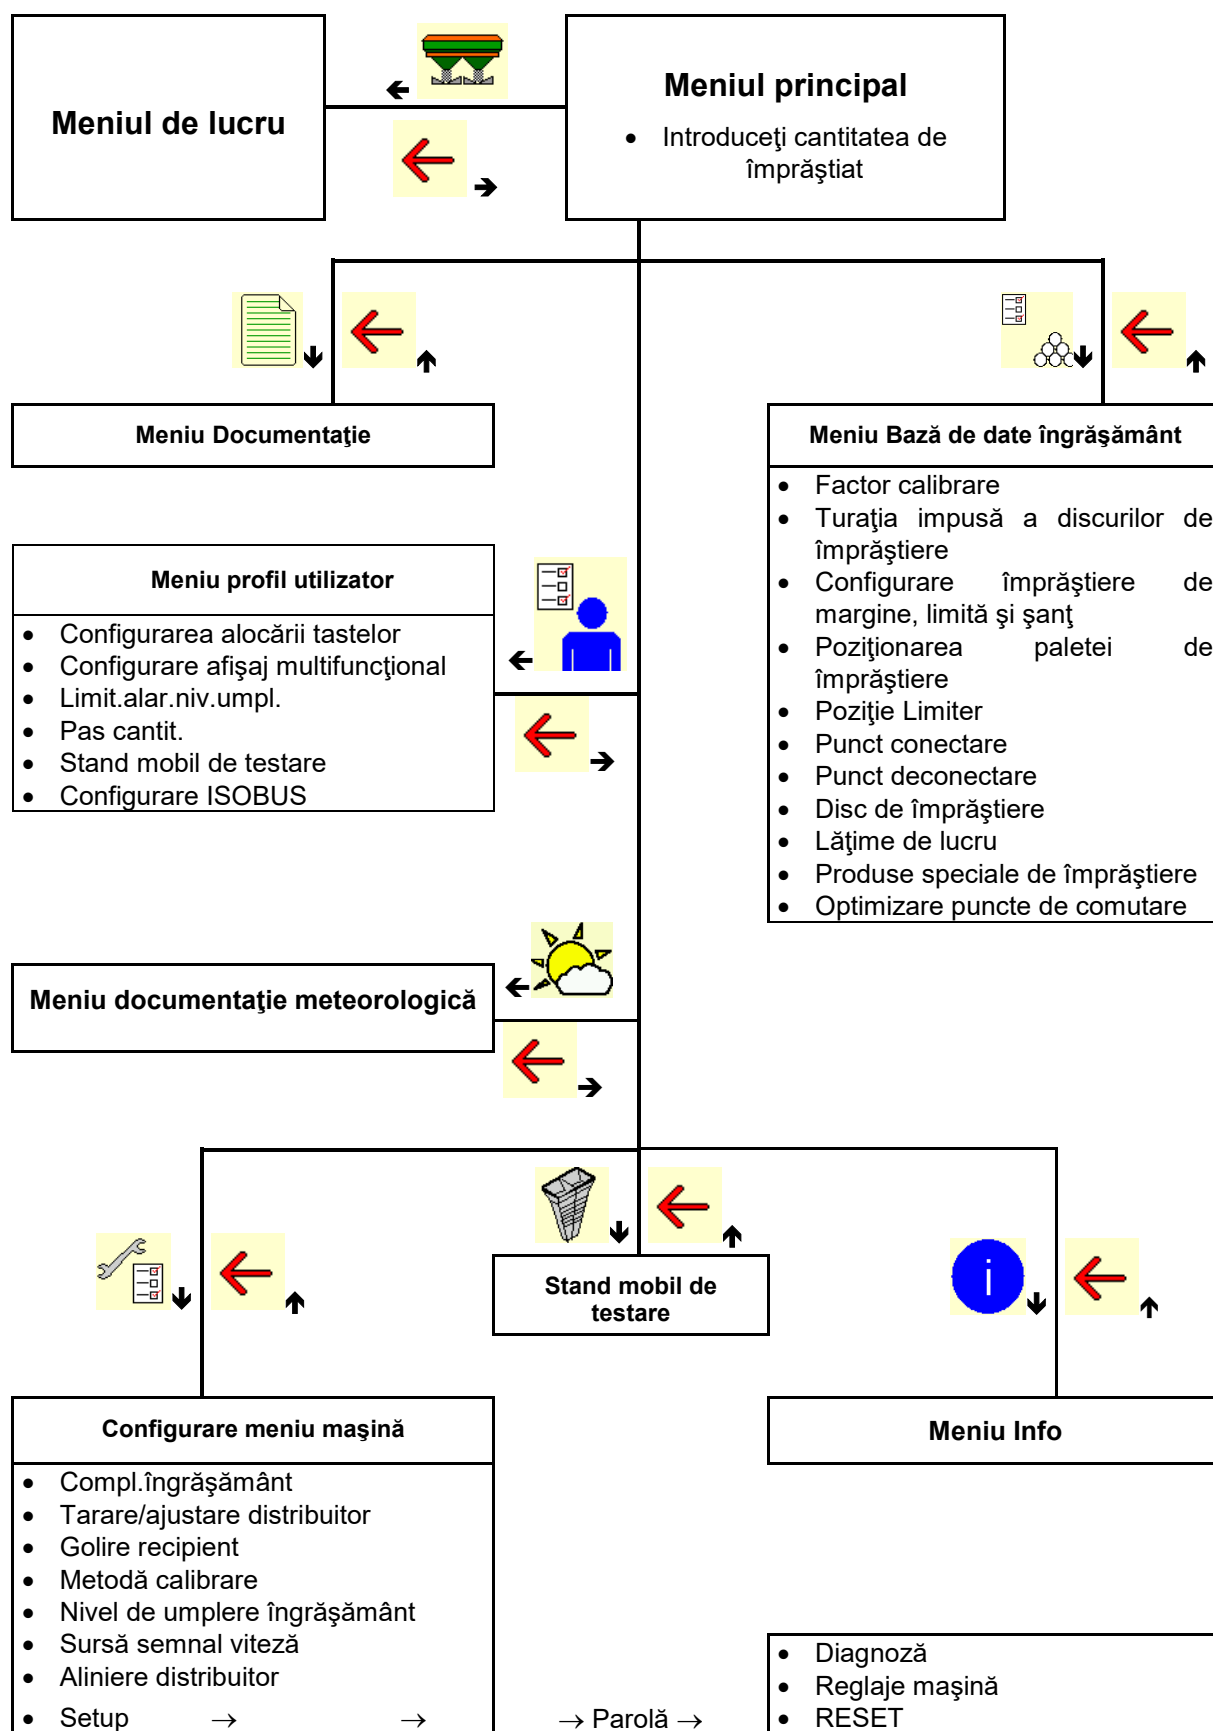 Meniul de lucru
Meniul principal
• Introduceţi cantitatea de
împrăştiat
Meniu Documentaţie
Meniu Bază de date îngrăşământ
• Factor calibrare
• Turaţia impusă a discurilor de
împrăştiere
• Configurare împrăştiere de
margine, limită şi şanţ
• Poziţionarea paletei de
împrăştiere
• Poziţie Limiter
• Punct conectare
• Punct deconectare
• Disc de împrăştiere
• Lăţime de lucru
• Produse speciale de împrăştiere
• Optimizare puncte de comutare
Meniu profil utilizator
• Configurarea alocării tastelor
• Configurare afişaj multifuncţional
• Limit.alar.niv.umpl.
• Pas cantit.
• Stand mobil de testare
• Configurare ISOBUS
Meniu documentaţie meteorologică
Stand mobil de
testare
i
Configurare meniu maşină
• Compl.îngrăşământ
• Tarare/ajustare distribuitor
• Golire recipient
• Metodă calibrare
• Nivel de umplere îngrăşământ
• Sursă semnal viteză
• Aliniere distribuitor
• Setup → → → Parolă →
Meniu Info
• Diagnoză
• Reglaje maşină
• RESET